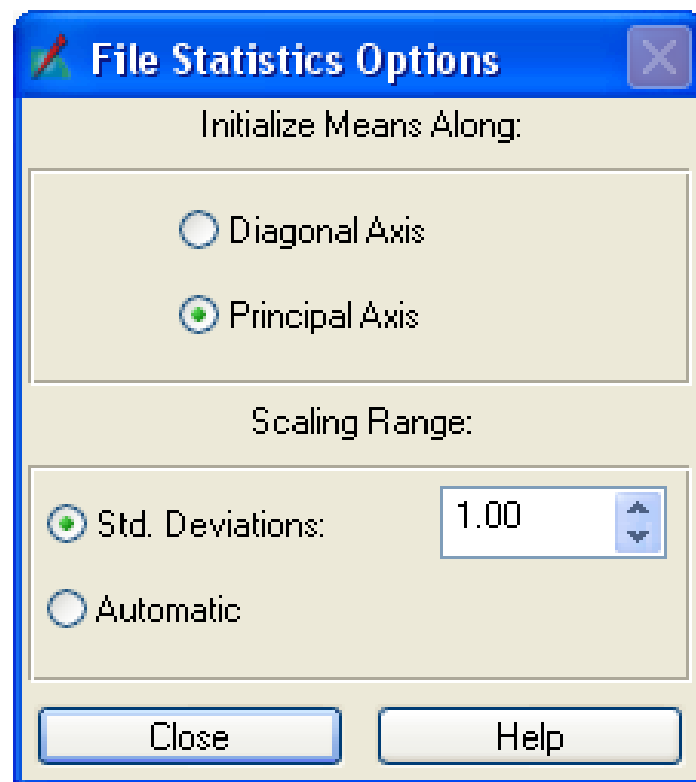 File Statistics Options
Initialize Means Along:
Diagonal Axis
Principal Axis
Scaling Range:
Std. Deviations: 1.00
Automatic
Close Help